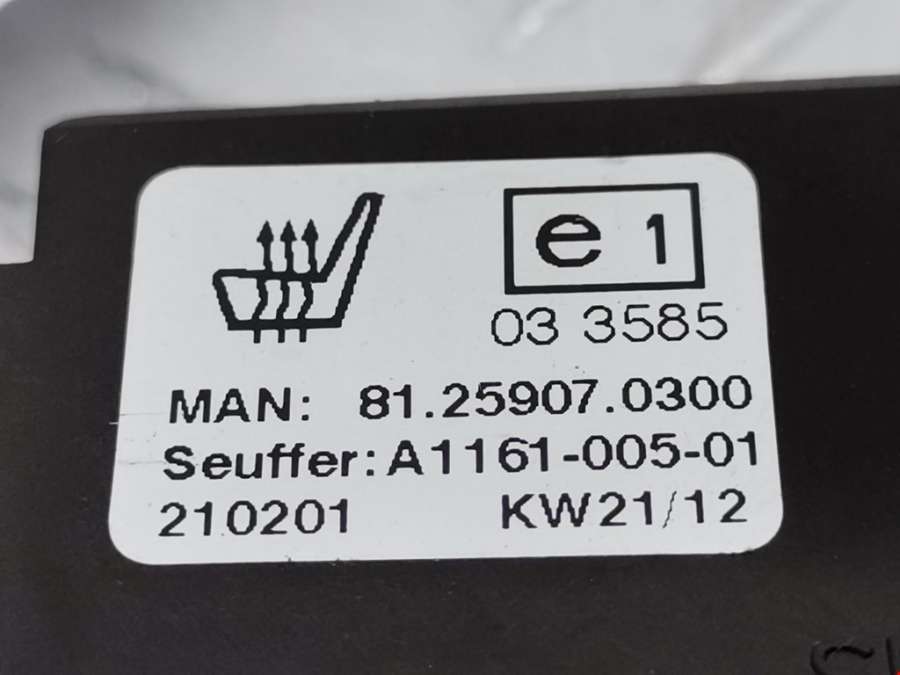 e 1
03 3585
MAN: 81.25907.0300
Seuffer: A1161-005-01
210201 KW21/12